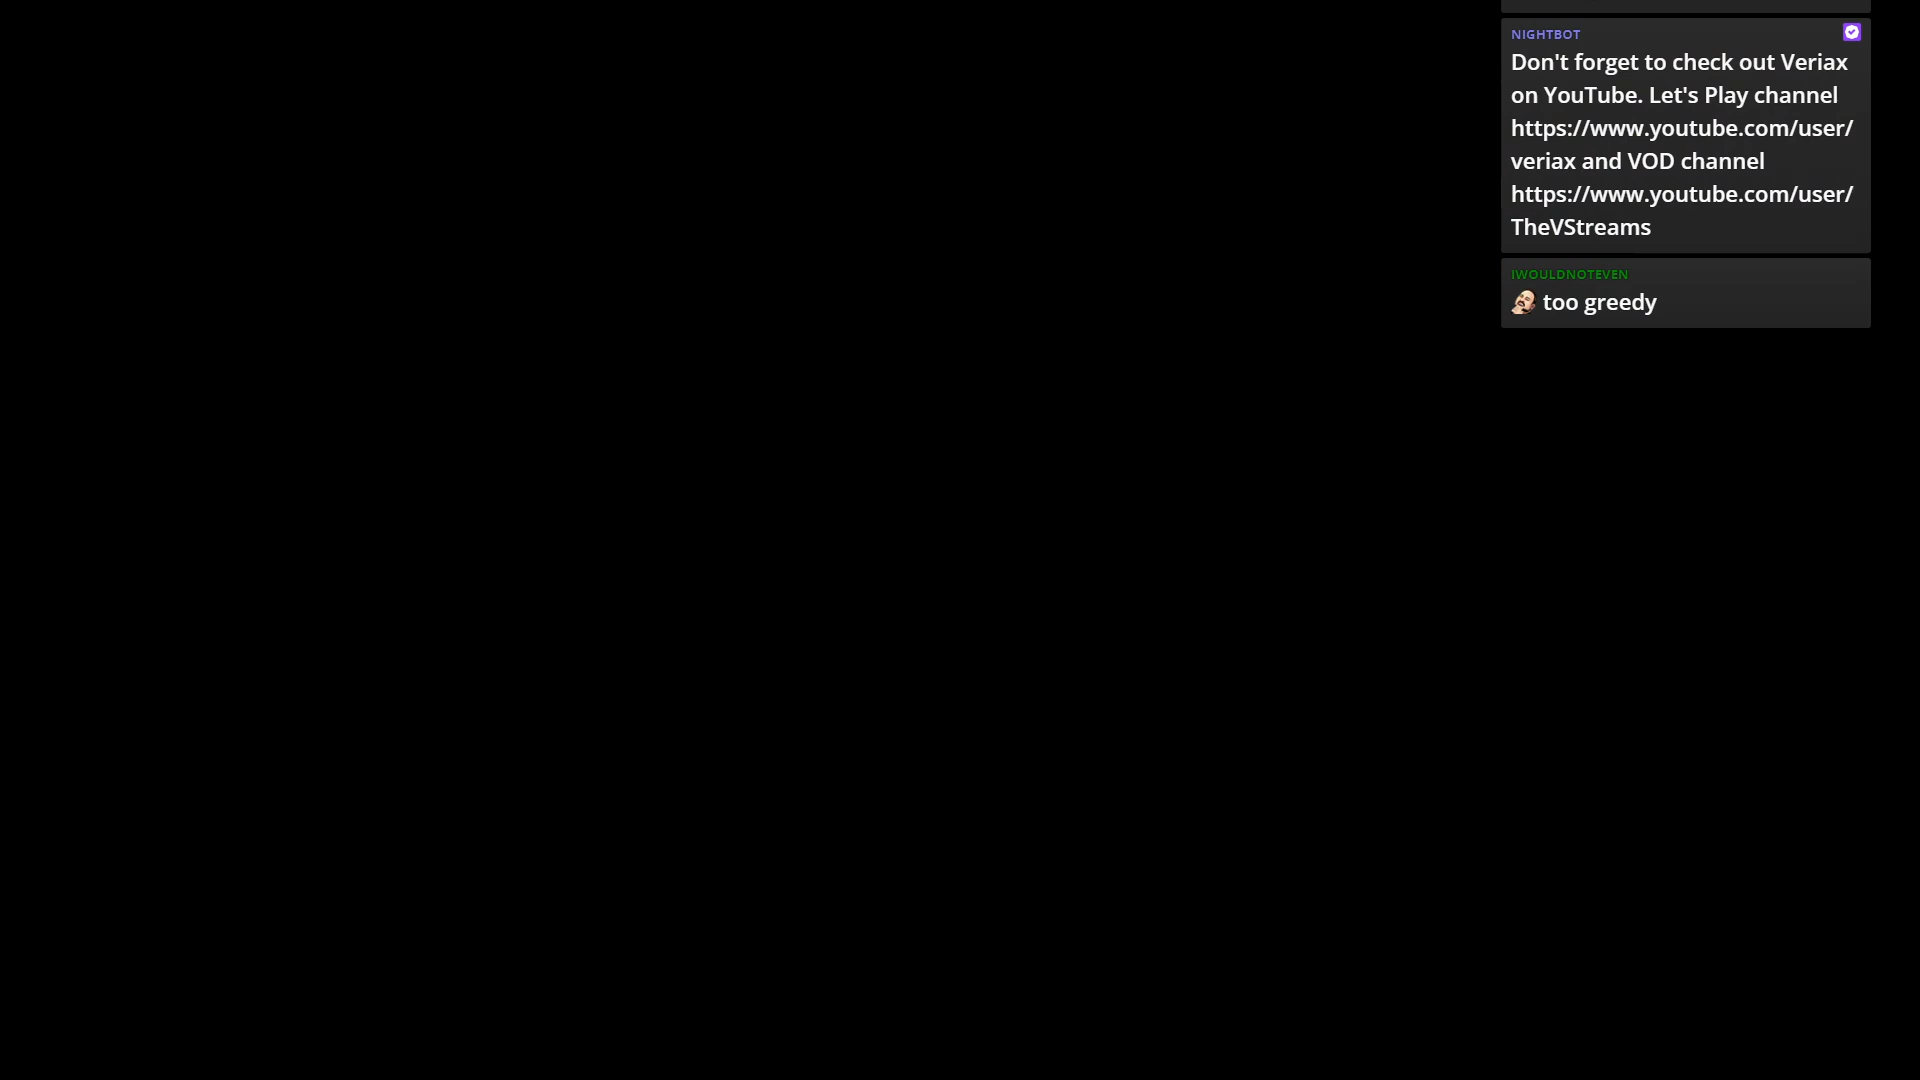 NIGHTBOT
Don't forget to check out Veriax
on YouTube. Let's Play channel
https://www.youtube.com/user/
veriax and VOD channel
https://www.youtube.com/user/
TheVStreams
IWOULDNOTEVEN
too greedy